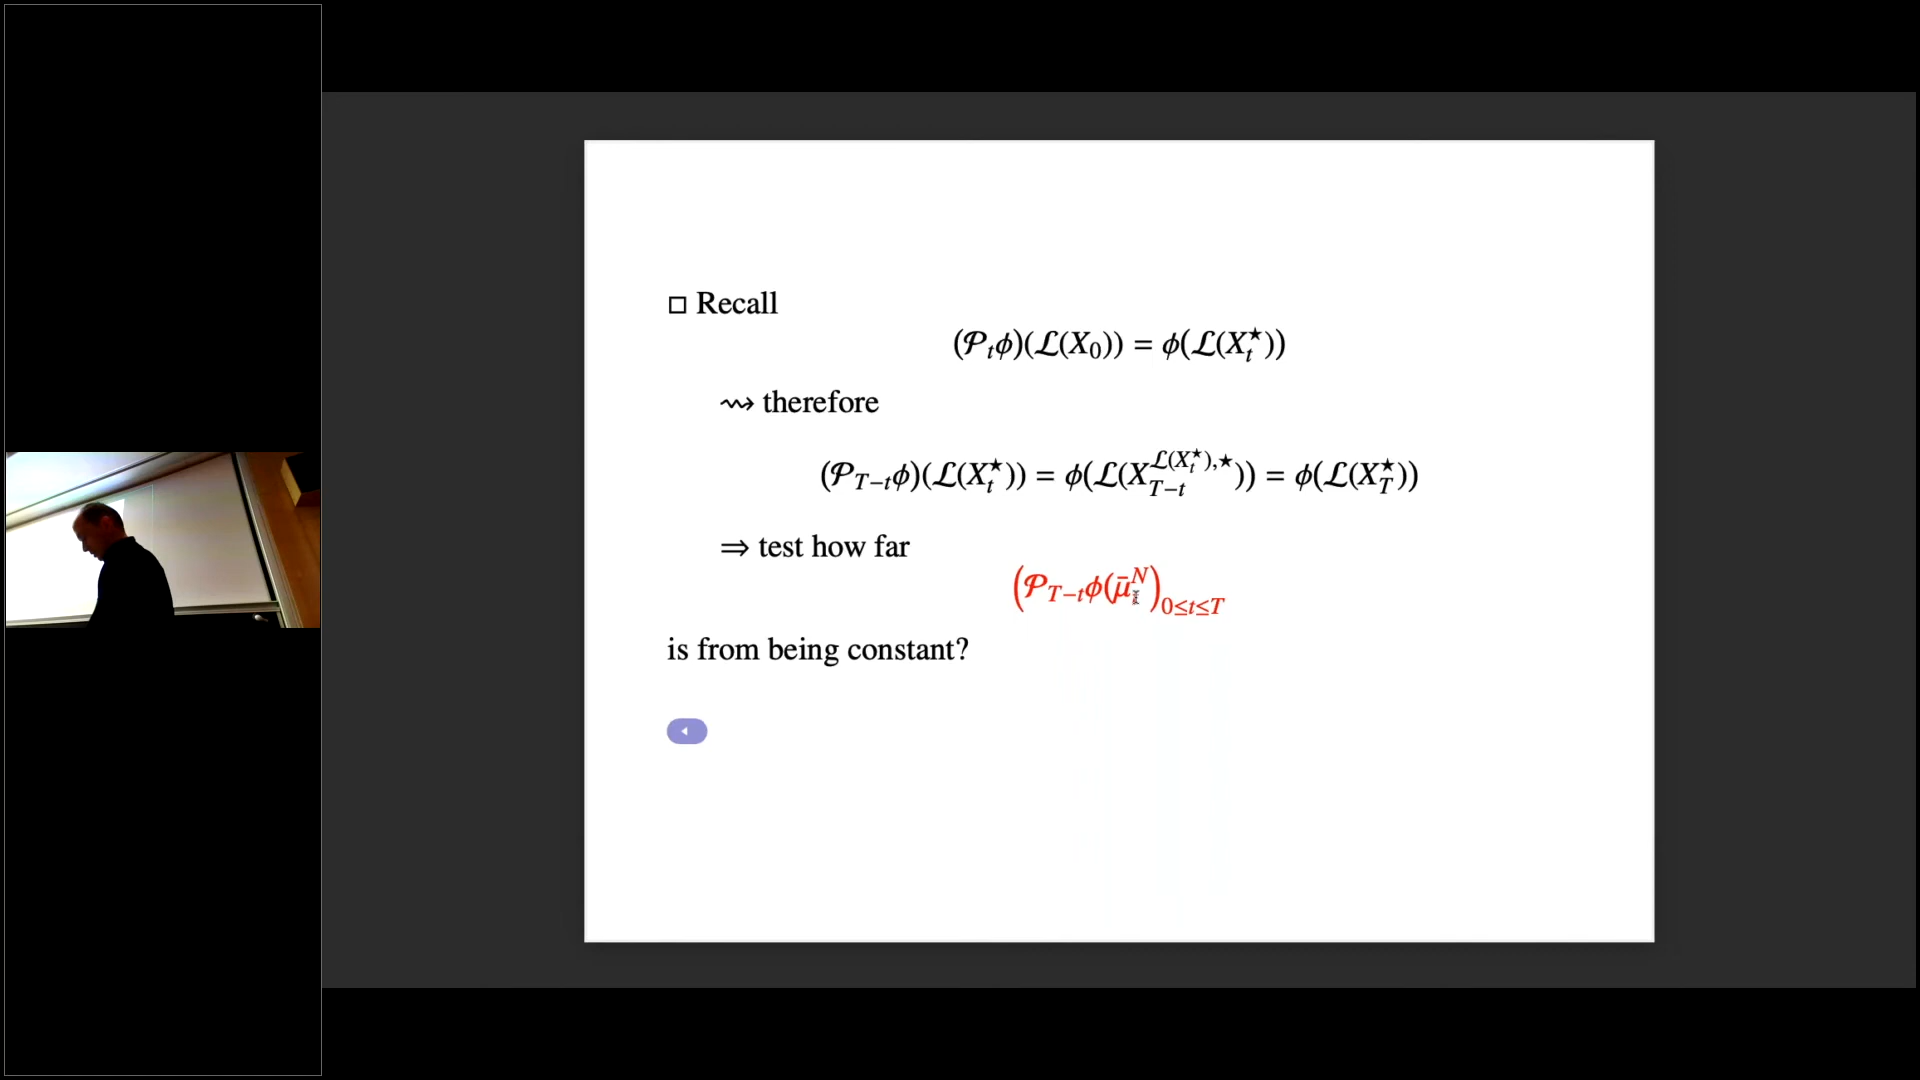 □ Recall
(𝒫_tϕ)(ℒ(X_0)) = ϕ(ℒ(X_t^★))
⇝ therefore
(𝒫_{T−t}ϕ)(ℒ(X_t^★)) = ϕ(ℒ(X_{T−t}^{ℒ(X_t^★),★})) = ϕ(ℒ(X_T^★))
⇒ test how far
(𝒫_{T−t}ϕ(μ̄_t^N)_{0≤t≤T}
is from being constant?